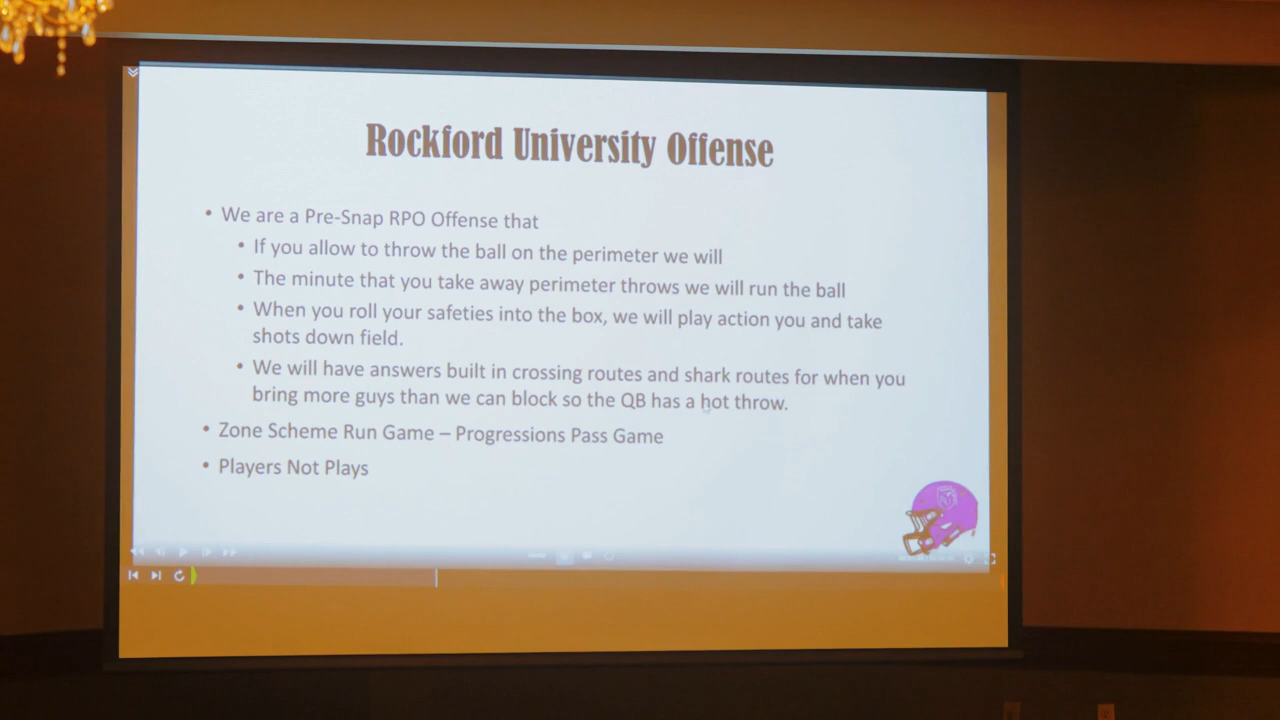 Rockford University Offense
• We are a Pre-Snap RPO Offense that
• If you allow to throw the ball on the perimeter we will
• The minute that you take away perimeter throws we will run the ball
• When you roll your safeties into the box, we will play action you and take
shots down field.
• We will have answers built in crossing routes and shark routes for when you
bring more guys than we can block so the QB has a hot throw.
• Zone Scheme Run Game – Progressions Pass Game
• Players Not Plays